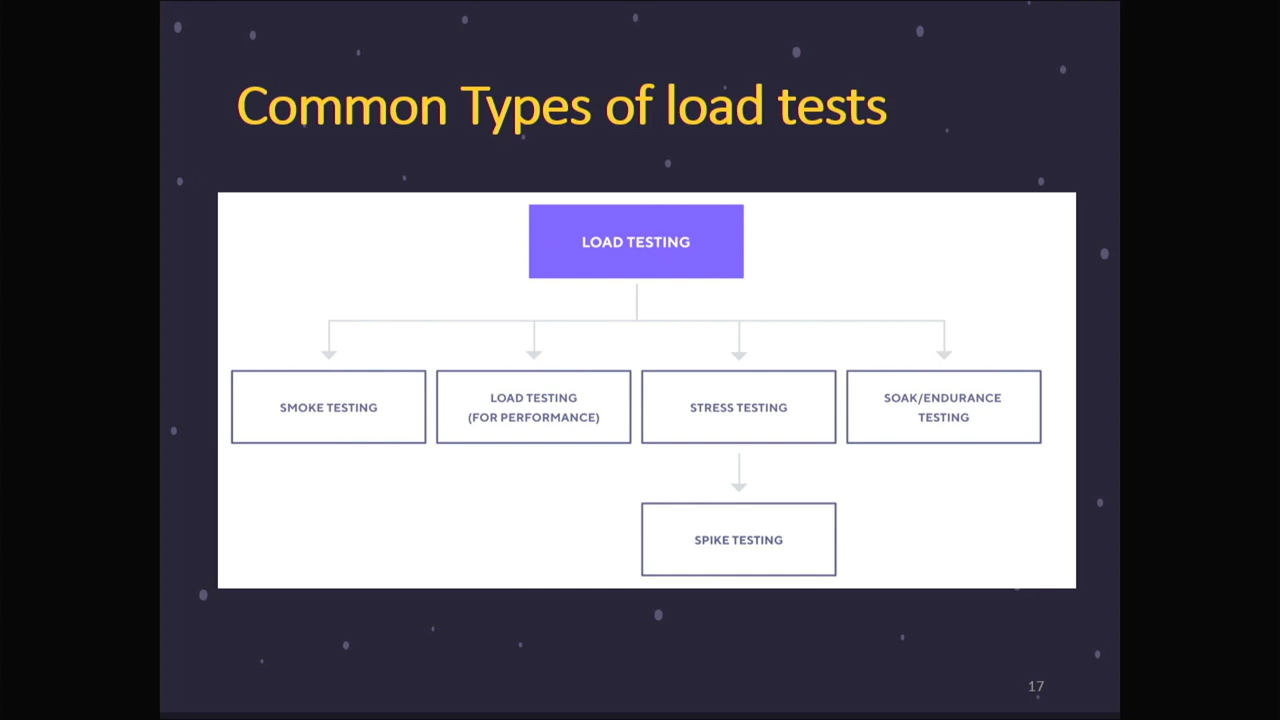 Common Types of load tests
LOAD TESTING
SMOKE TESTING
LOAD TESTING
(FOR PERFORMANCE)
STRESS TESTING
SOAK/ENDURANCE
TESTING
SPIKE TESTING
17